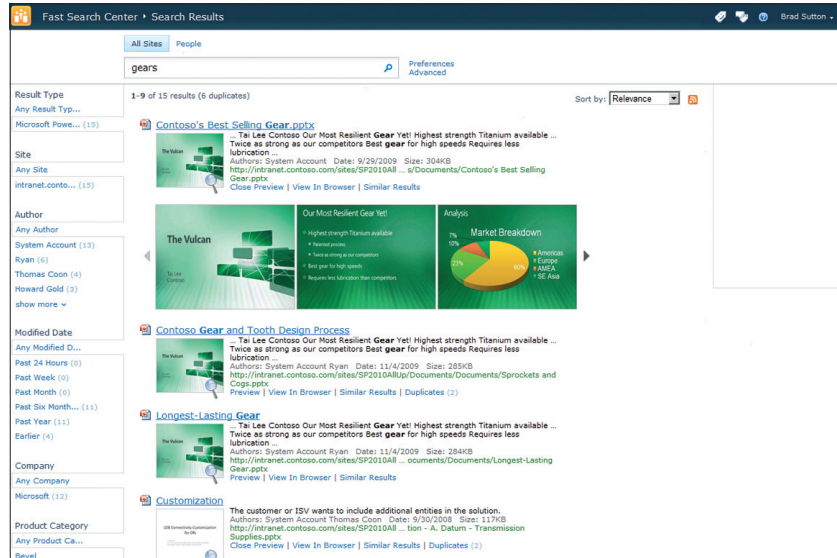 Fast Search Center ▸ Search Results
Brad Sutton
All Sites People
gears
Preferences
Advanced
Result Type
Any Result Typ...
Microsoft Powe... (15)
Site
Any Site
intranet.conto... (15)
Author
Any Author
System Account (13)
Ryan (6)
Thomas Coon (4)
Howard Gold (3)
show more
Modified Date
Any Modified D...
Past 24 Hours (0)
Past Week (0)
Past Month (0)
Past Six Month... (11)
Past Year (11)
Earlier (4)
Company
Any Company
Microsoft (12)
Product Category
Any Product Ca...
Bevel
1-9 of 15 results (6 duplicates)
Sort by: Relevance
Contoso's Best Selling Gear.pptx
... Tai Lee Contoso Our Most Resilient Gear Yet! Highest strength Titanium available ...
Twice as strong as our competitors Best gear for high speeds Requires less
lubrication ...
Authors: System Account Date: 9/29/2009 Size: 304KB
http://intranet.contoso.com/sites/SP2010All ... s/Documents/Contoso's Best Selling
Gear.pptx
Close Preview | View In Browser | Similar Results
The Vulcan
The Vulcan
Tai Lee
Contoso
Our Most Resilient Gear Yet!
Highest strength Titanium available
Patented process
Twice as strong as our competitors
Best gear for high speeds
Requires less lubrication than competitors
Analysis
Market Breakdown
7%
10%
23%
60%
Americas
Europe
AMEA
SE Asia
Contoso Gear and Tooth Design Process
... Tai Lee Contoso Our Most Resilient Gear Yet! Highest strength Titanium available ...
Twice as strong as our competitors Best gear for high speeds Requires less
lubrication ...
Authors: System Account Ryan Date: 11/4/2009 Size: 285KB
http://intranet.contoso.com/sites/SP2010AllUp/Documents/Documents/Sprockets and
Cogs.pptx
Preview | View In Browser | Similar Results | Duplicates (2)
The Vulcan
Longest-Lasting Gear
... Tai Lee Contoso Our Most Resilient Gear Yet! Highest strength Titanium available ...
Twice as strong as our competitors Best gear for high speeds Requires less
lubrication ...
Authors: System Account Ryan Date: 11/4/2009 Size: 284KB
http://intranet.contoso.com/sites/SP2010All ... ocuments/Documents/Longest-Lasting
Gear.pptx
Preview | View In Browser | Similar Results
The Vulcan
Customization
The customer or ISV wants to include additional entities in the solution.
Authors: System Account Thomas Coon Date: 9/30/2008 Size: 117KB
http://intranet.contoso.com/sites/SP2010All ... tion - A. Datum - Transmission
Supplies.pptx
Close Preview | View In Browser | Similar Results | Duplicates (2)